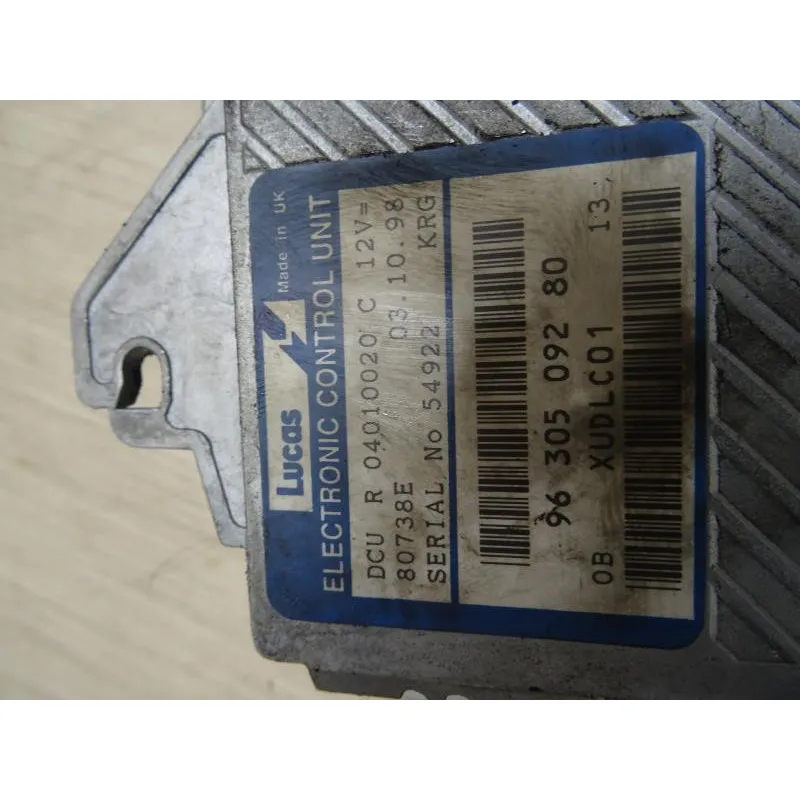 Lucas Made in UK
ELECTRONIC CONTROL UNIT
DCU R 04010020 C 12V=
80738E 03.10.98
SERIAL No 54922 KRG
96 305 092 80
0B XUDLC01 13